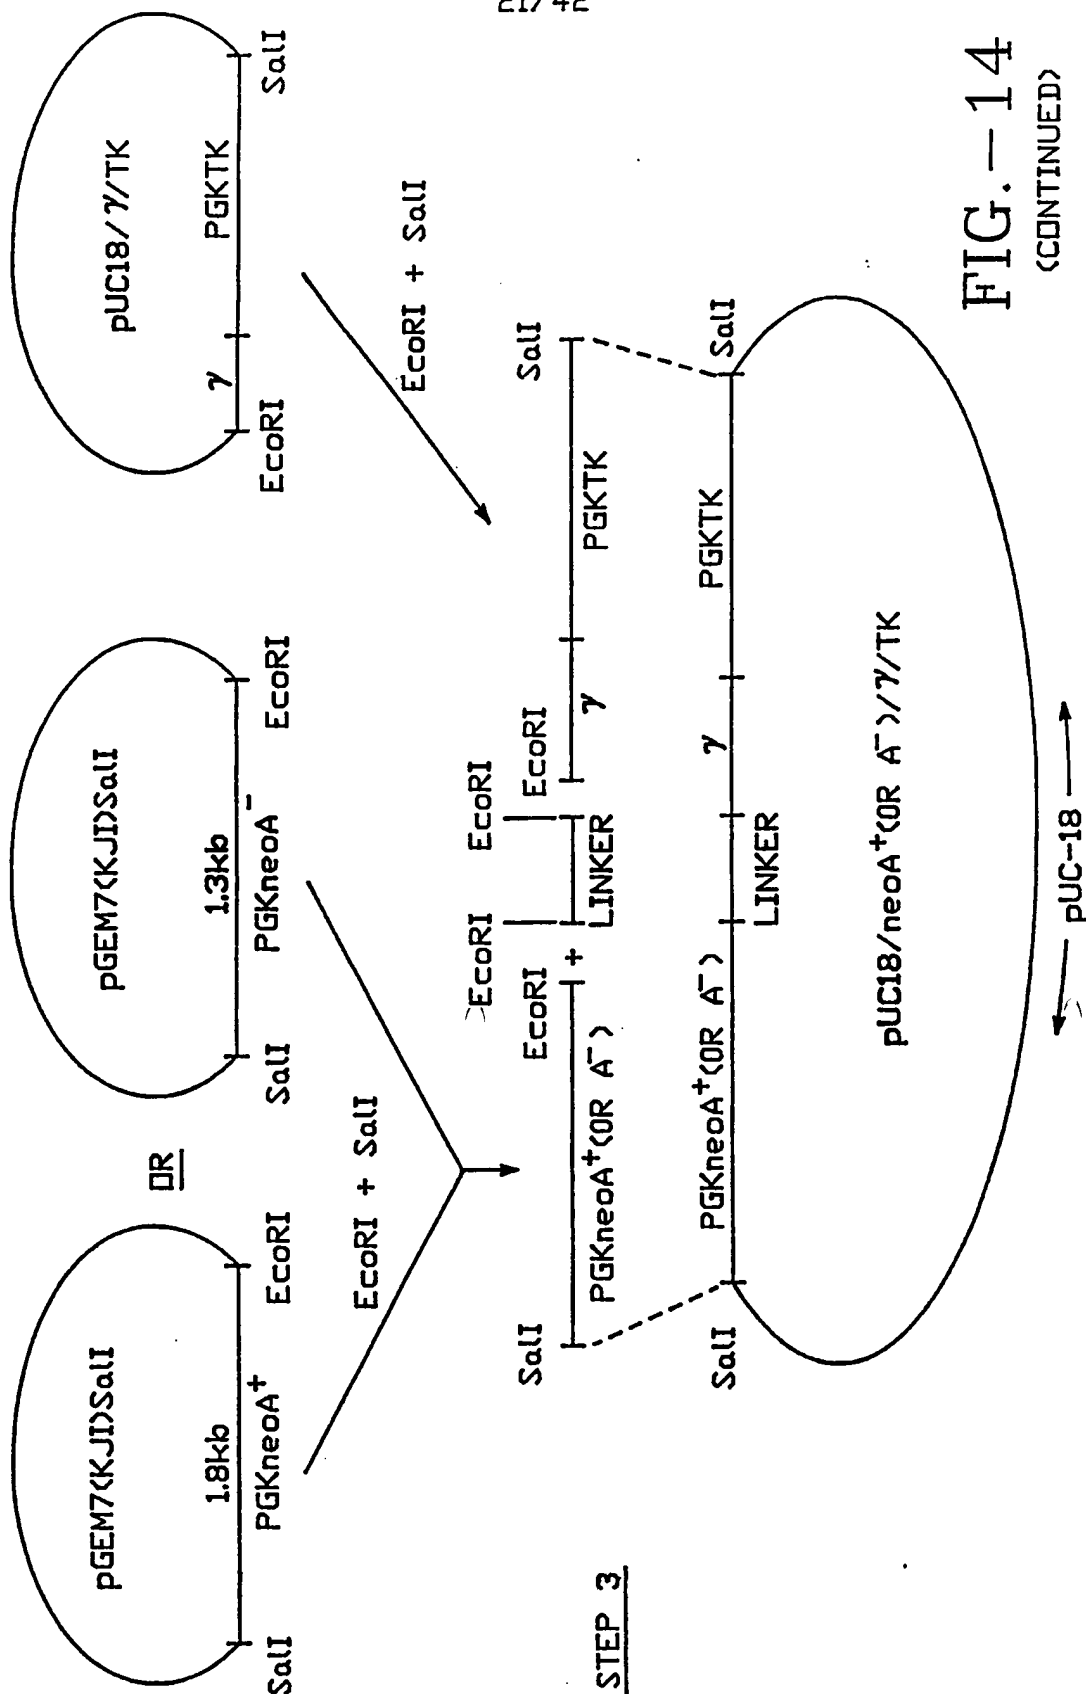 21/42
pGEM7(KJ1)SalI
1.8kb
SalI
PGKneoA+
EcoRI
OR
pGEM7(KJ1)SalI
1.3kb
SalI
PGKneoA-
EcoRI
pUC18/γ/TK
γ
PGKTK
EcoRI
SalI
EcoRI + SalI
EcoRI + SalI
STEP 3
EcoRI
EcoRI
SalI
EcoRI
EcoRI
SalI
+
PGKneoA+(OR A-)
LINKER
γ
PGKTK
SalI
PGKneoA+(OR A-)
γ
PGKTK
SalI
LINKER
pUC18/neoA+(OR A-)/γ/TK
pUC-18
FIG.-14
(CONTINUED)